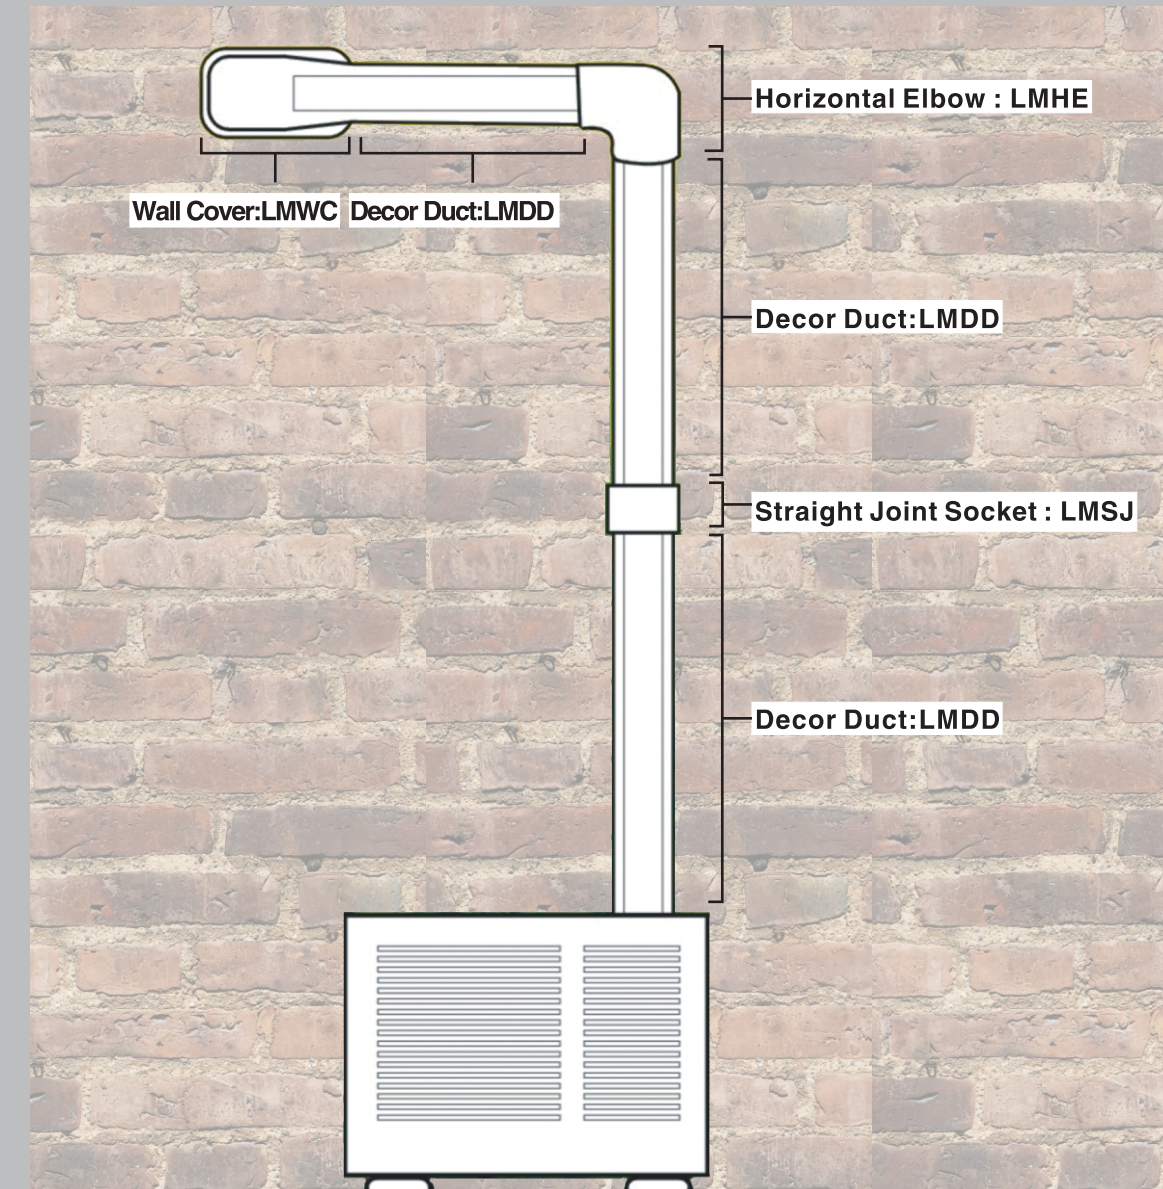 Horizontal Elbow : LMHE
Wall Cover:LMWC
Decor Duct:LMDD
Decor Duct:LMDD
Straight Joint Socket : LMSJ
Decor Duct:LMDD